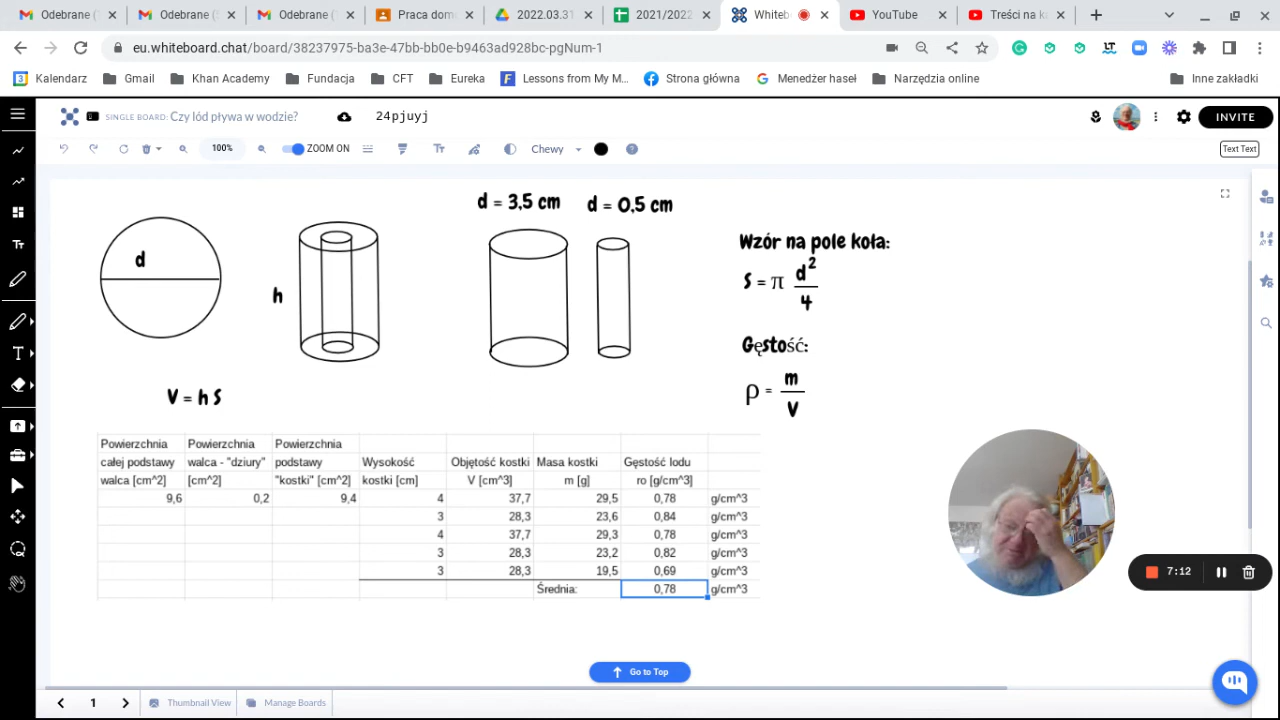 Odebrane (
Odebrane (
Odebrane (
Praca dom
2022.03.31
2021/2022
Whiteb
YouTube
Treści na ka
eu.whiteboard.chat/board/38237975-ba3e-47bb-bb0e-b9463ad928bc-pgNum-1
Kalendarz
Gmail
Khan Academy
Fundacja
CFT
Eureka
Lessons from My M...
Strona główna
Menedżer haseł
Narzędzia online
Inne zakładki
SINGLE BOARD: Czy lód pływa w wodzie?
24pjuyj
INVITE
100%
ZOOM ON
Chewy
Text Text
d = 3,5 cm
d = 0,5 cm
d
h
V = h S
Wzór na pole koła:
S = π d² / 4
Gęstość:
ρ = m / V
Powierzchnia całej podstawy walca [cm^2] Powierzchnia walca - "dziury" [cm^2] Powierzchnia podstawy "kostki" [cm^2] Wysokość kostki [cm] Objętość kostki V [cm^3] Masa kostki m [g] Gęstość lodu ro [g/cm^3]
9,6 0,2 9,4 4 37,7 29,5 0,78 g/cm^3
3 28,3 23,6 0,84 g/cm^3
4 37,7 29,3 0,78 g/cm^3
3 28,3 23,2 0,82 g/cm^3
3 28,3 19,5 0,69 g/cm^3
Średnia: 0,78 g/cm^3
7:12
Go to Top
1
Thumbnail View
Manage Boards